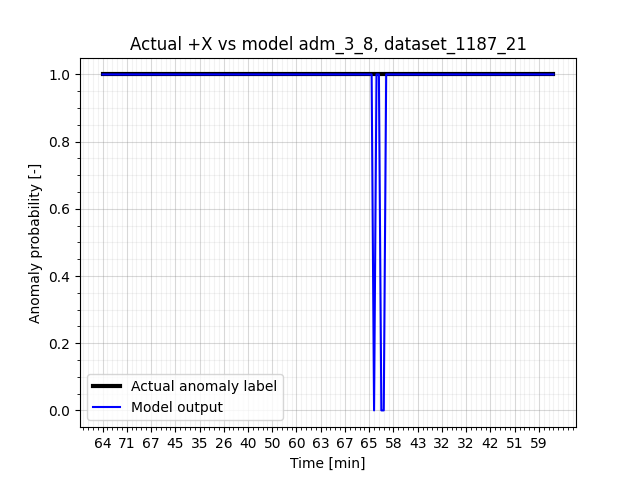 Actual +X vs model adm_3_8, dataset_1187_21
Anomaly probability [-]
1.0
0.8
0.6
0.4
0.2
0.0
Actual anomaly label
Model output
64 71 67 45 35 26 40 50 60 63 67 65 58 43 32 32 42 51 59
Time [min]